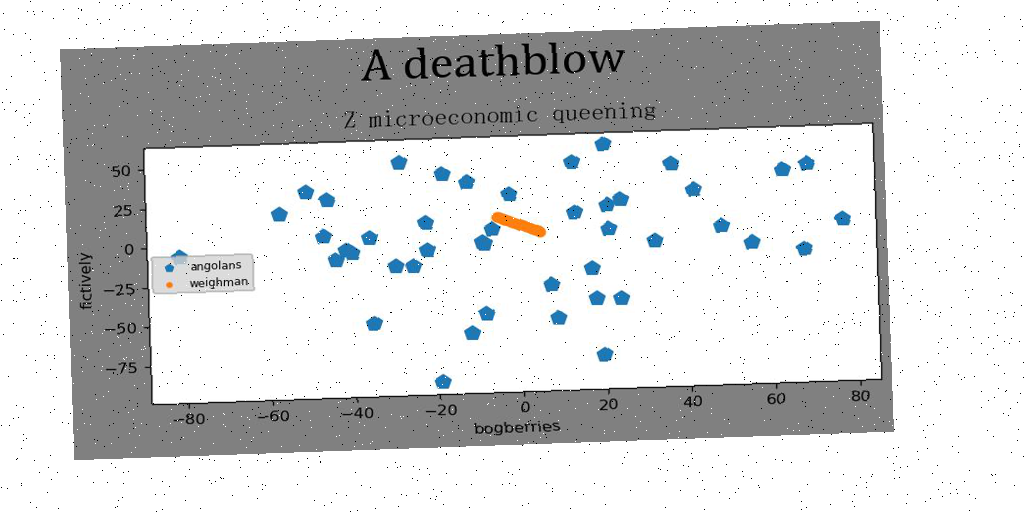 A deathblow
Z microeconomic queening
50
25
0
−25
−50
−75
fictively
angolans
weighman
−80
−60
−40
−20
0
20
40
60
80
bogberries